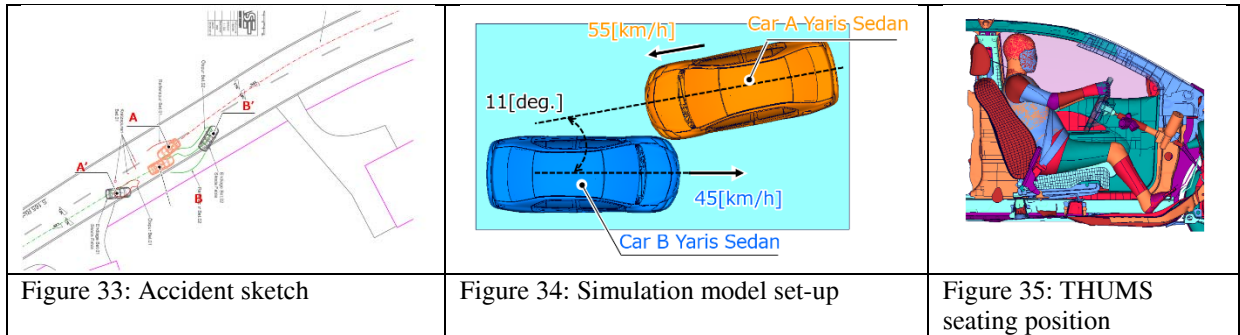 A
B'
A'
B
55[km/h]
Car A Yaris Sedan
11[deg.]
45[km/h]
Car B Yaris Sedan
Figure 33: Accident sketch
Figure 34: Simulation model set-up
Figure 35: THUMS
seating position